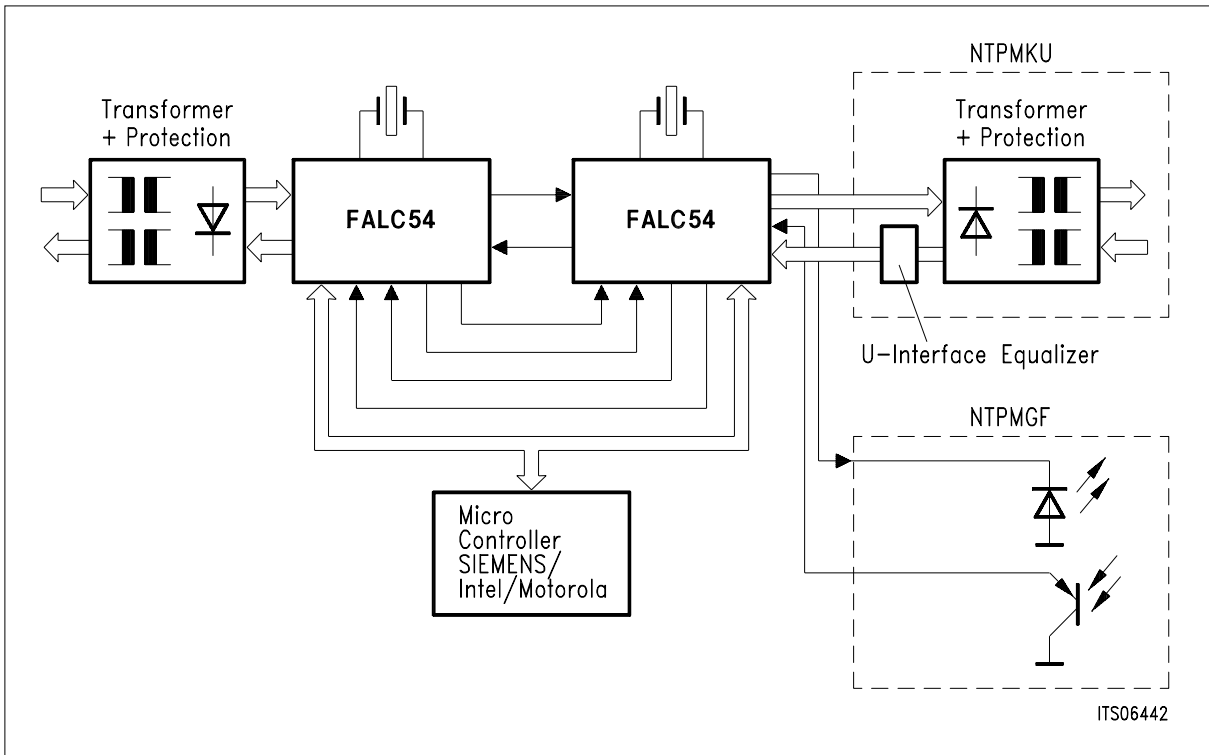 NTPMKU
Transformer
+ Protection
Transformer
+ Protection
FALC54
FALC54
U-Interface Equalizer
NTPMGF
Micro
Controller
SIEMENS/
Intel/Motorola
ITS06442